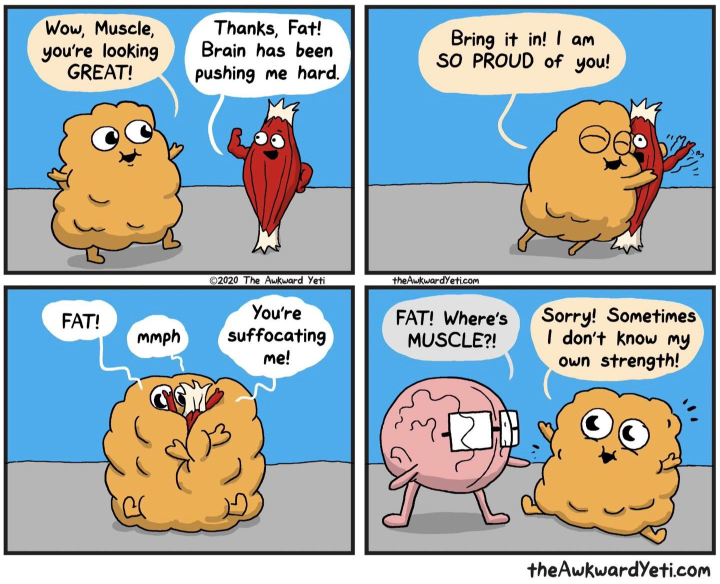 Wow, Muscle,
you're looking
GREAT!
Thanks, Fat!
Brain has been
pushing me hard.
Bring it in! I am
SO PROUD of you!
©2020 The Awkward Yeti
theAwkwardYeti.com
FAT!
mmph
You're
suffocating
me!
FAT! Where's
MUSCLE?!
Sorry! Sometimes
I don't know my
own strength!
theAwkwardYeti.com